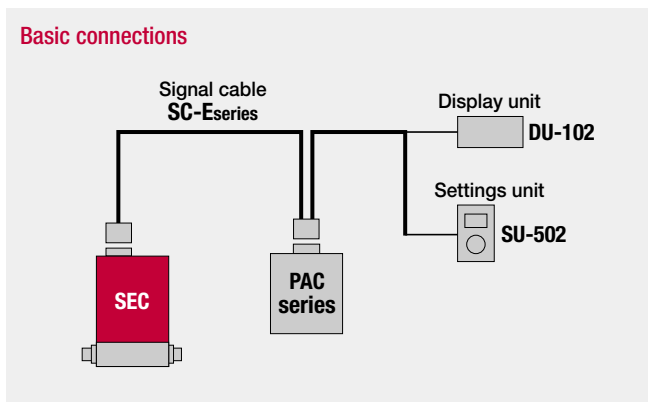 Basic connections
Signal cable
SC-Eseries
Display unit
DU-102
Settings unit
SU-502
SEC
PAC
series